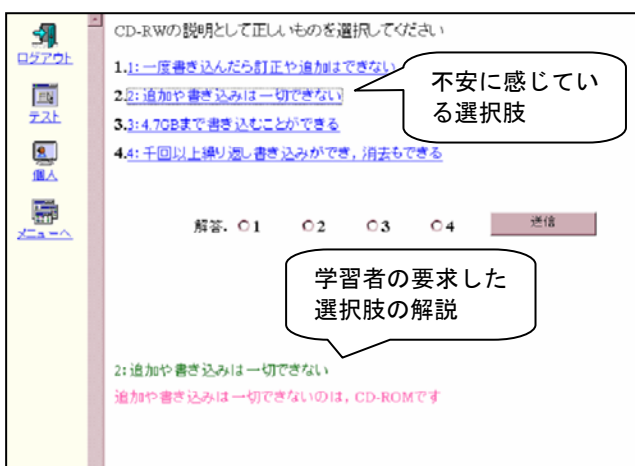 CD-RWの説明として正しいものを選択してください
ログアウト
1.1: 一度書き込んだら訂正や追加はできない
不安に感じてい
る選択肢
2.2: 追加や書き込みは一切できない
テスト
3.3: 4.7GBまで書き込むことができる
4.4: 千回以上繰り返し書き込みができ，消去もできる
個人
解答. 1 2 3 4 送信
メニューへ
学習者の要求した
選択肢の解説
2: 追加や書き込みは一切できない
追加や書き込みは一切できないのは，CD-ROMです